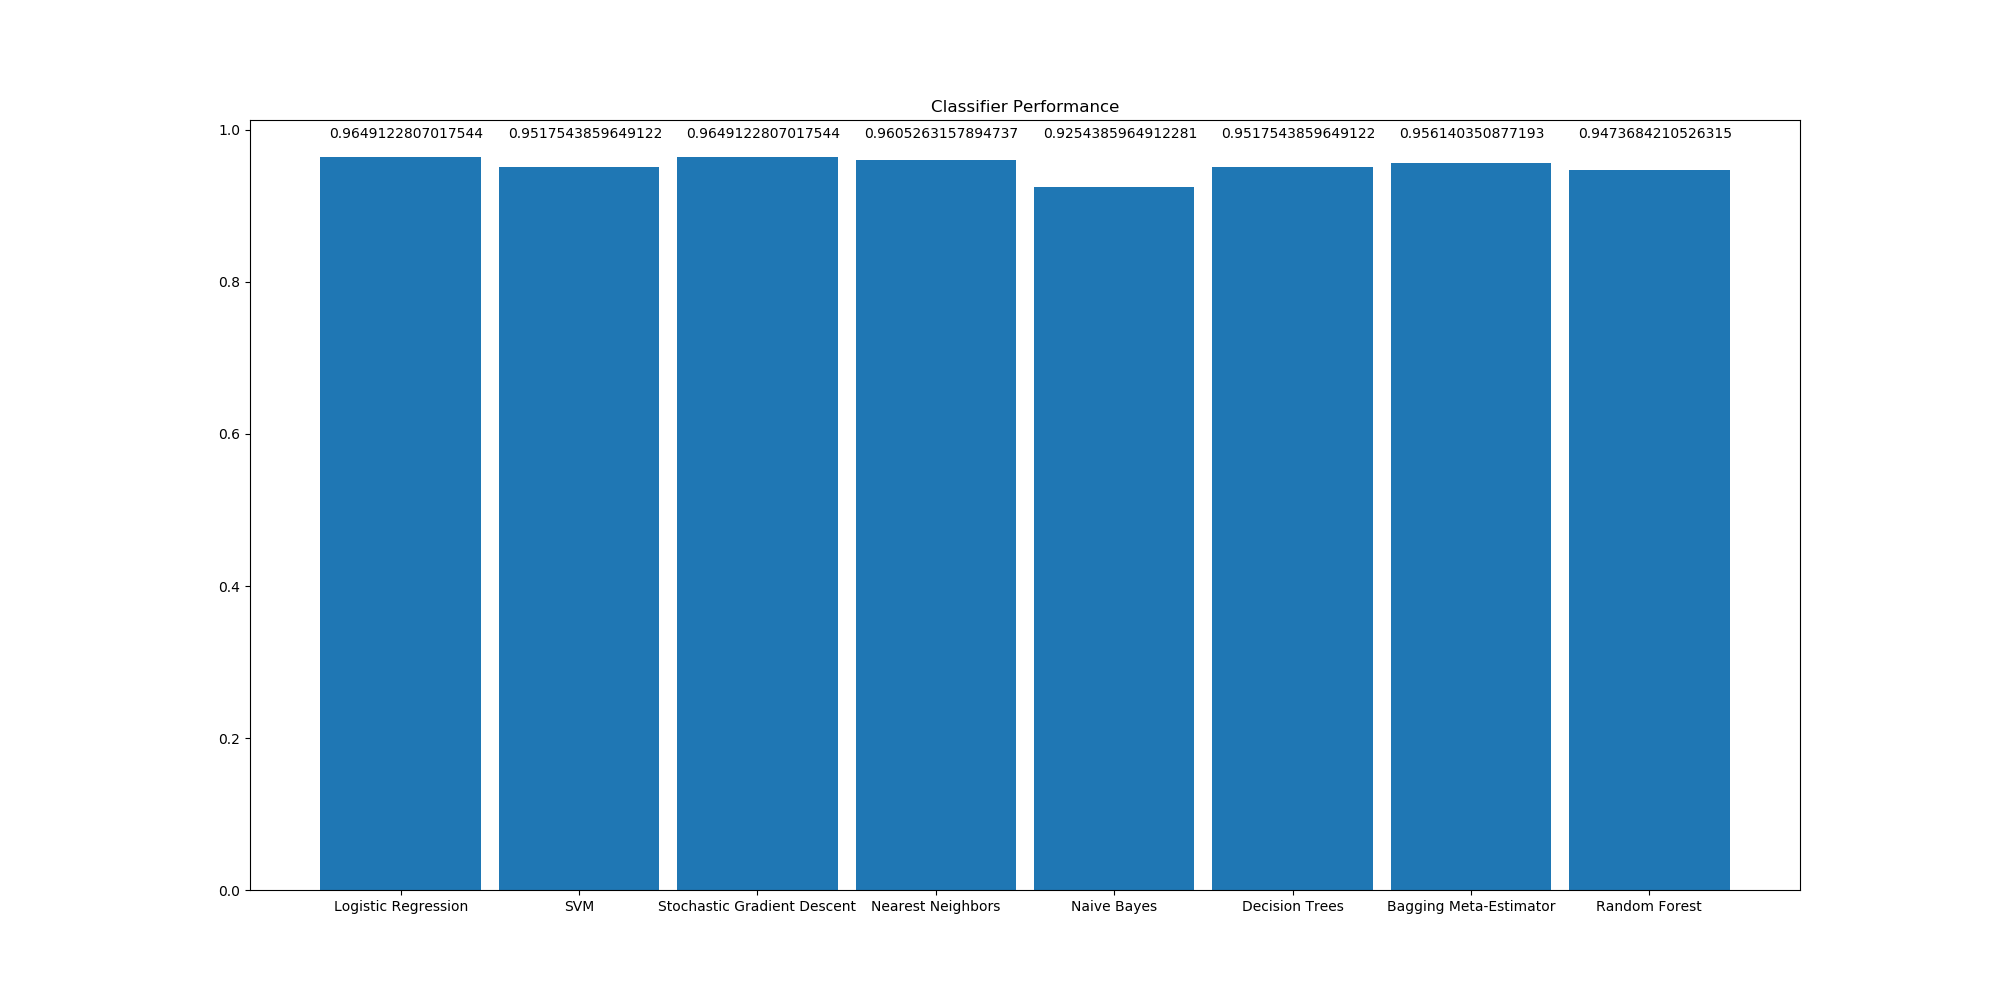 Classifier Performance
1.0
0.9649122807017544 0.9517543859649122 0.9649122807017544 0.9605263157894737 0.9254385964912281 0.9517543859649122 0.956140350877193 0.9473684210526315
0.8
0.6
0.4
0.2
0.0
Logistic Regression SVM Stochastic Gradient Descent Nearest Neighbors Naive Bayes Decision Trees Bagging Meta-Estimator Random Forest